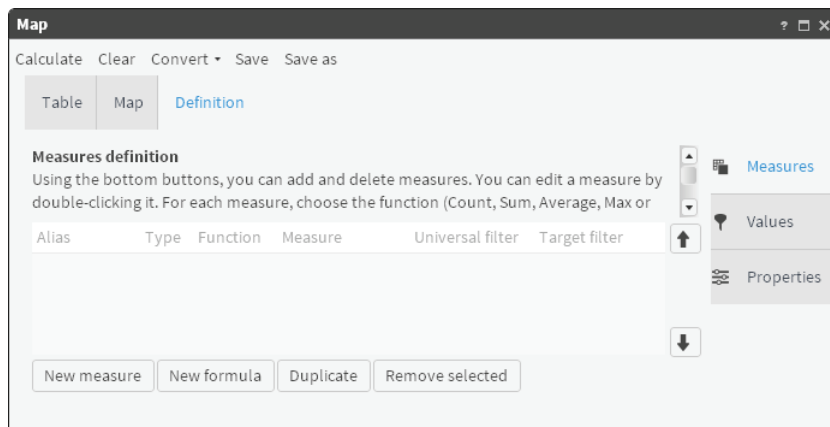 Map ?
Calculate Clear Convert Save Save as
Table Map Definition
Measures definition
Using the bottom buttons, you can add and delete measures. You can edit a measure by
double-clicking it. For each measure, choose the function (Count, Sum, Average, Max or
Alias Type Function Measure Universal filter Target filter
New measure New formula Duplicate Remove selected
Measures
Values
Properties